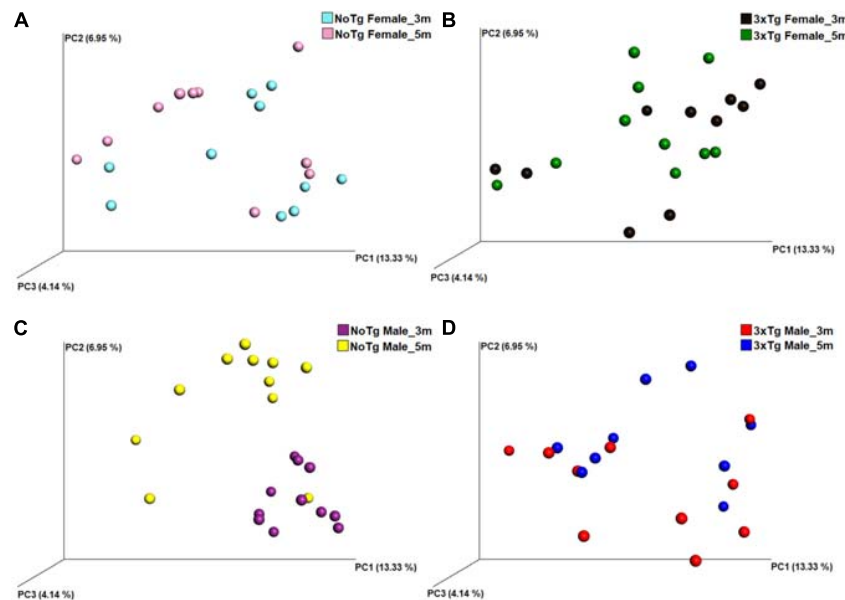 A
NoTg Female_3m
NoTg Female_5m
PC2 (6.95 %)
PC1 (13.33 %)
PC3 (4.14 %)
B
3xTg Female_3m
3xTg Female_5m
PC2 (6.95 %)
PC1 (13.33 %)
PC3 (4.14 %)
C
NoTg Male_3m
NoTg Male_5m
PC2 (6.95 %)
PC1 (13.33 %)
PC3 (4.14 %)
D
3xTg Male_3m
3xTg Male_5m
PC2 (6.95 %)
PC1 (13.33 %)
PC3 (4.14 %)